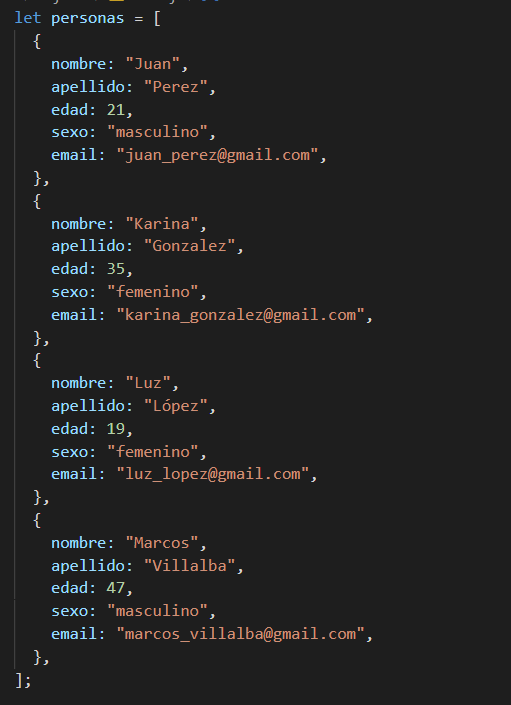 let personas = [
  {
    nombre: "Juan",
    apellido: "Perez",
    edad: 21,
    sexo: "masculino",
    email: "juan_perez@gmail.com",
  },
  {
    nombre: "Karina",
    apellido: "Gonzalez",
    edad: 35,
    sexo: "femenino",
    email: "karina_gonzalez@gmail.com",
  },
  {
    nombre: "Luz",
    apellido: "López",
    edad: 19,
    sexo: "femenino",
    email: "luz_lopez@gmail.com",
  },
  {
    nombre: "Marcos",
    apellido: "Villalba",
    edad: 47,
    sexo: "masculino",
    email: "marcos_villalba@gmail.com",
  },
];